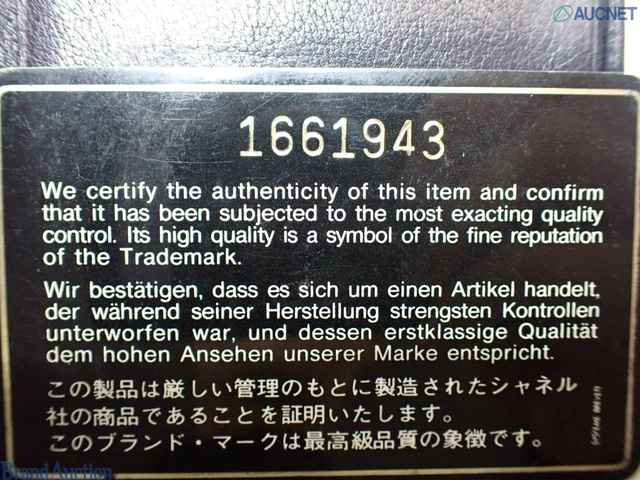 AUCNET
1661943
We certify the authenticity of this item and confirm
that it has been subjected to the most exacting quality
control. Its high quality is a symbol of the fine reputation
of the Trademark.
Wir bestätigen, dass es sich um einen Artikel handelt,
der während seiner Herstellung strengsten Kontrollen
unterworfen war, und dessen erstklassige Qualität
dem hohen Ansehen unserer Marke entspricht.
この製品は厳しい管理のもとに製造されたシャネル
社の商品であることを証明いたします。
このブランド・マークは最高級品質の象徴です。
Brand Auction